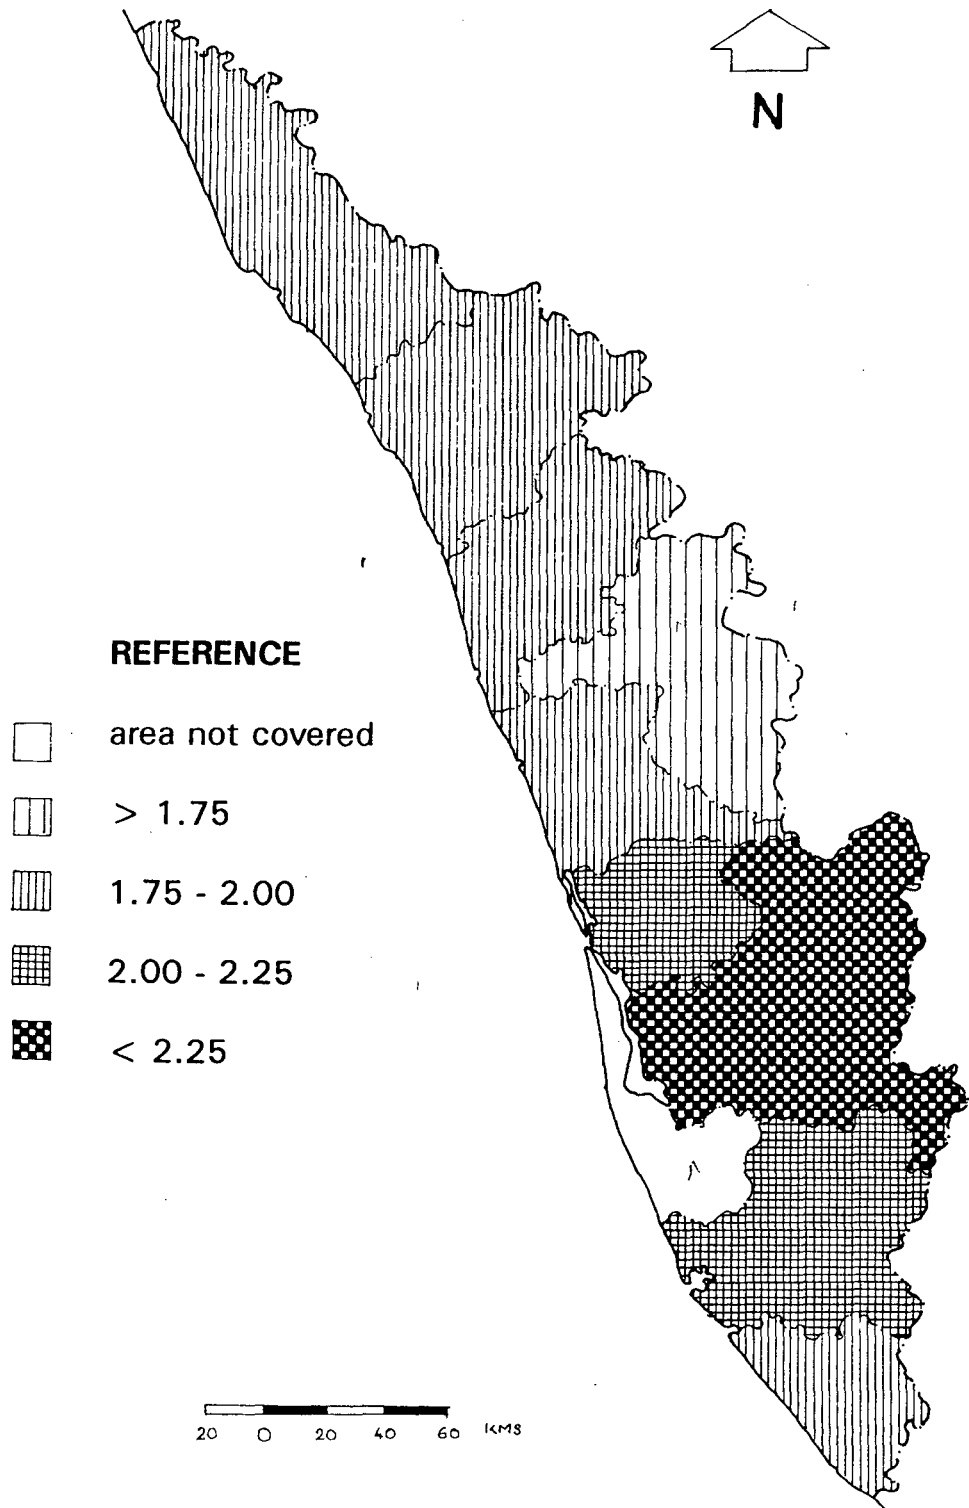 N
REFERENCE
area not covered
> 1.75
1.75 - 2.00
2.00 - 2.25
< 2.25
20 0 20 40 60 KMS